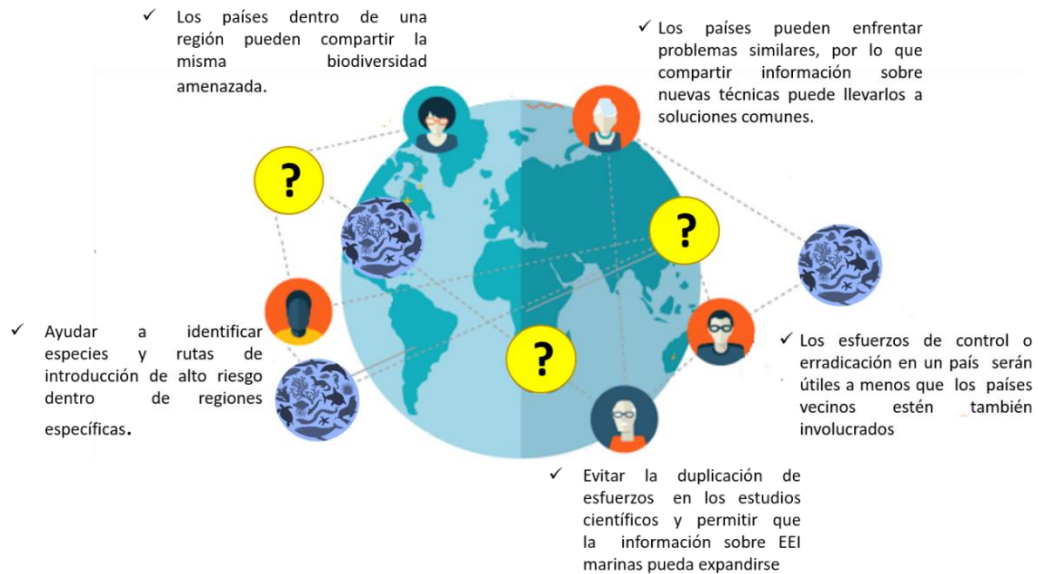 ✓ Los países dentro de una
región pueden compartir la
misma biodiversidad
amenazada.
✓ Los países pueden enfrentar
problemas similares, por lo que
compartir información sobre
nuevas técnicas puede llevarlos a
soluciones comunes.
?
?
?
✓ Ayudar a identificar
especies y rutas de
introducción de alto riesgo
dentro de regiones
específicas.
✓ Los esfuerzos de control o
erradicación en un país serán
útiles a menos que los países
vecinos estén también
involucrados
✓ Evitar la duplicación de
esfuerzos en los estudios
científicos y permitir que
la información sobre EEI
marinas pueda expandirse